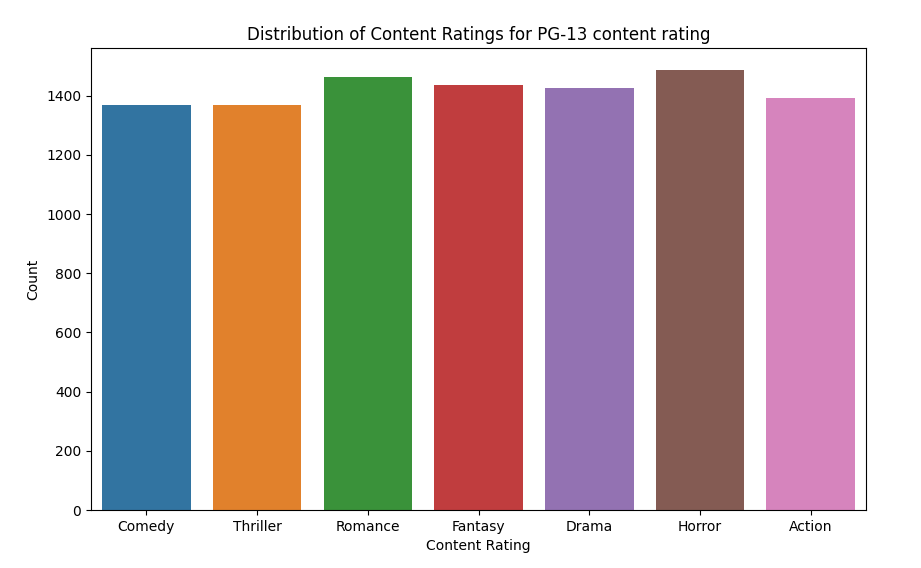 Distribution of Content Ratings for PG-13 content rating
1400
1200
1000
800
600
400
200
0
Count
Comedy Thriller Romance Fantasy Drama Horror Action
Content Rating